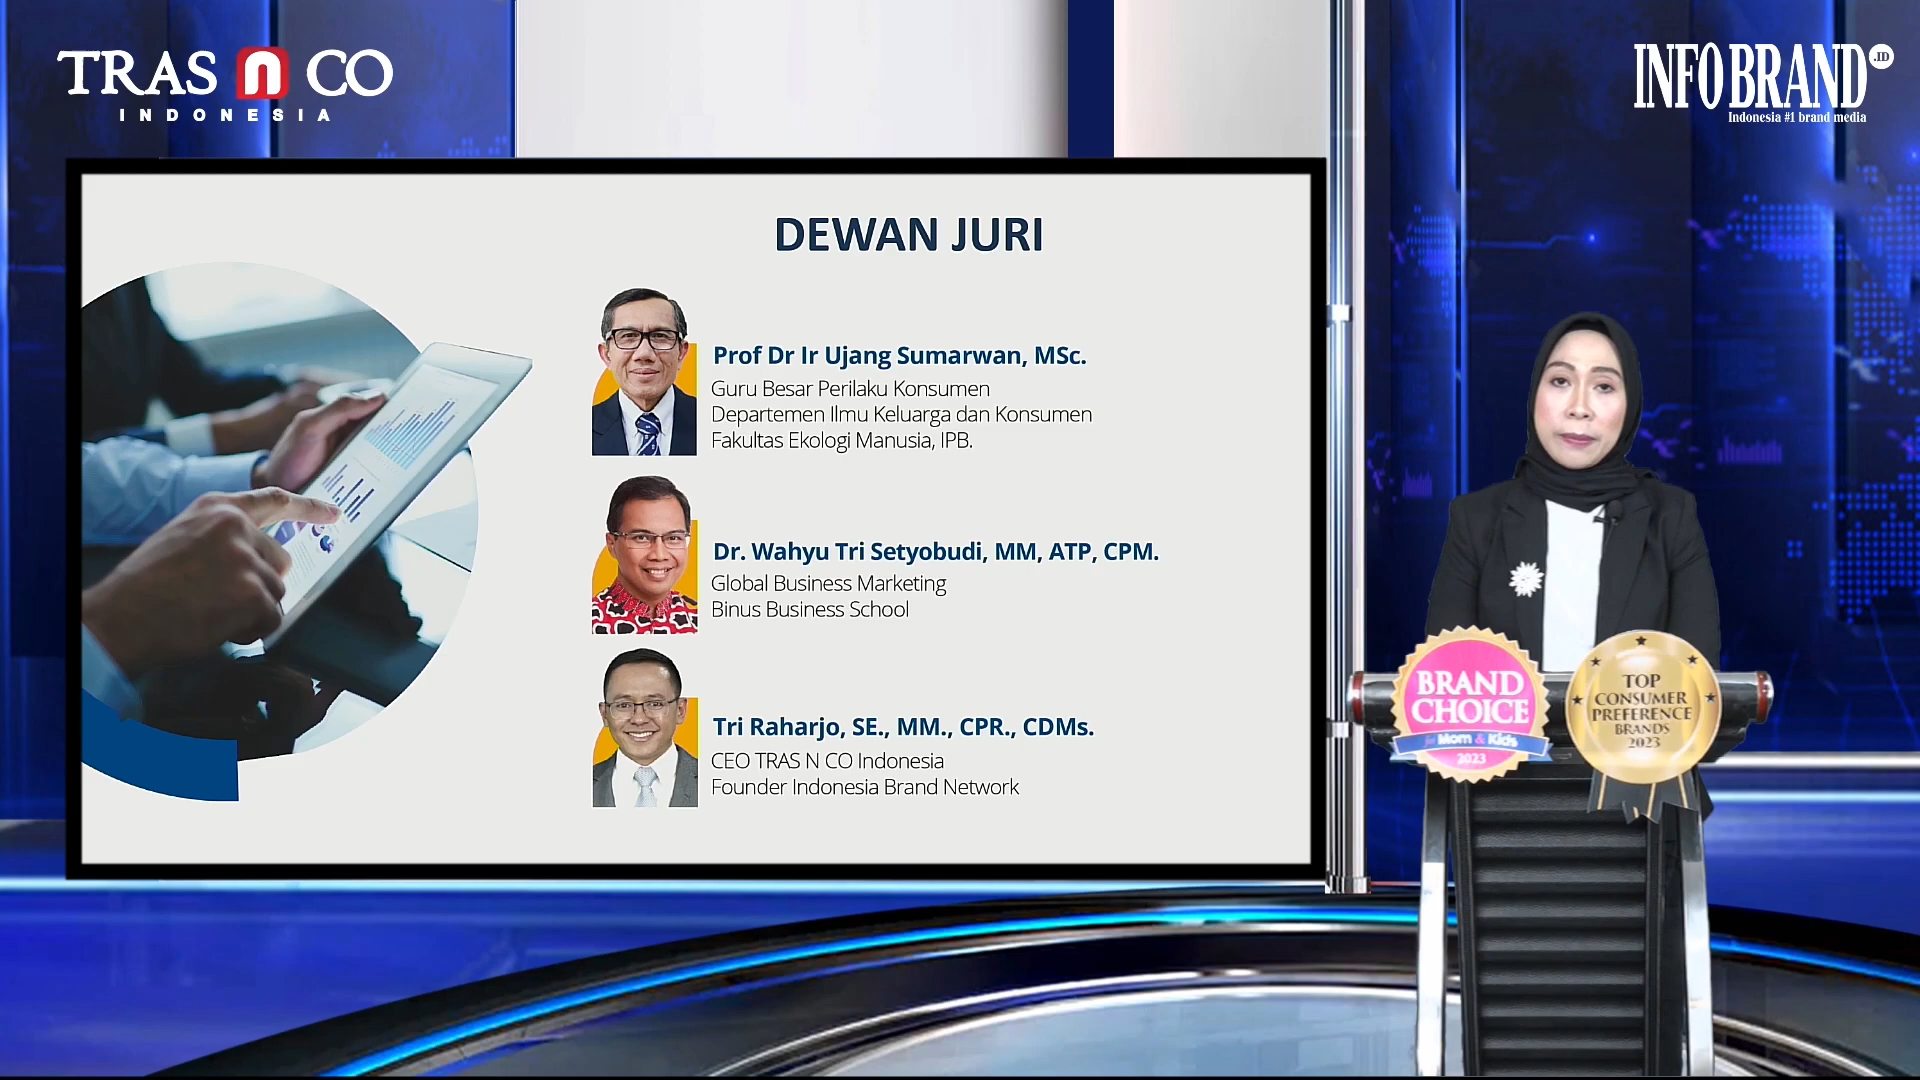 TRAS n CO
INDONESIA
INFOBRAND.ID
Indonesia #1 brand media
DEWAN JURI
Prof Dr Ir Ujang Sumarwan, MSc.
Guru Besar Perilaku Konsumen
Departemen Ilmu Keluarga dan Konsumen
Fakultas Ekologi Manusia, IPB.
Dr. Wahyu Tri Setyobudi, MM, ATP, CPM.
Global Business Marketing
Binus Business School
Tri Raharjo, SE., MM., CPR., CDMs.
CEO TRAS N CO Indonesia
Founder Indonesia Brand Network
BRAND
CHOICE
for Mom & Kids
2023
TOP
CONSUMER
PREFERENCE
BRANDS
2023